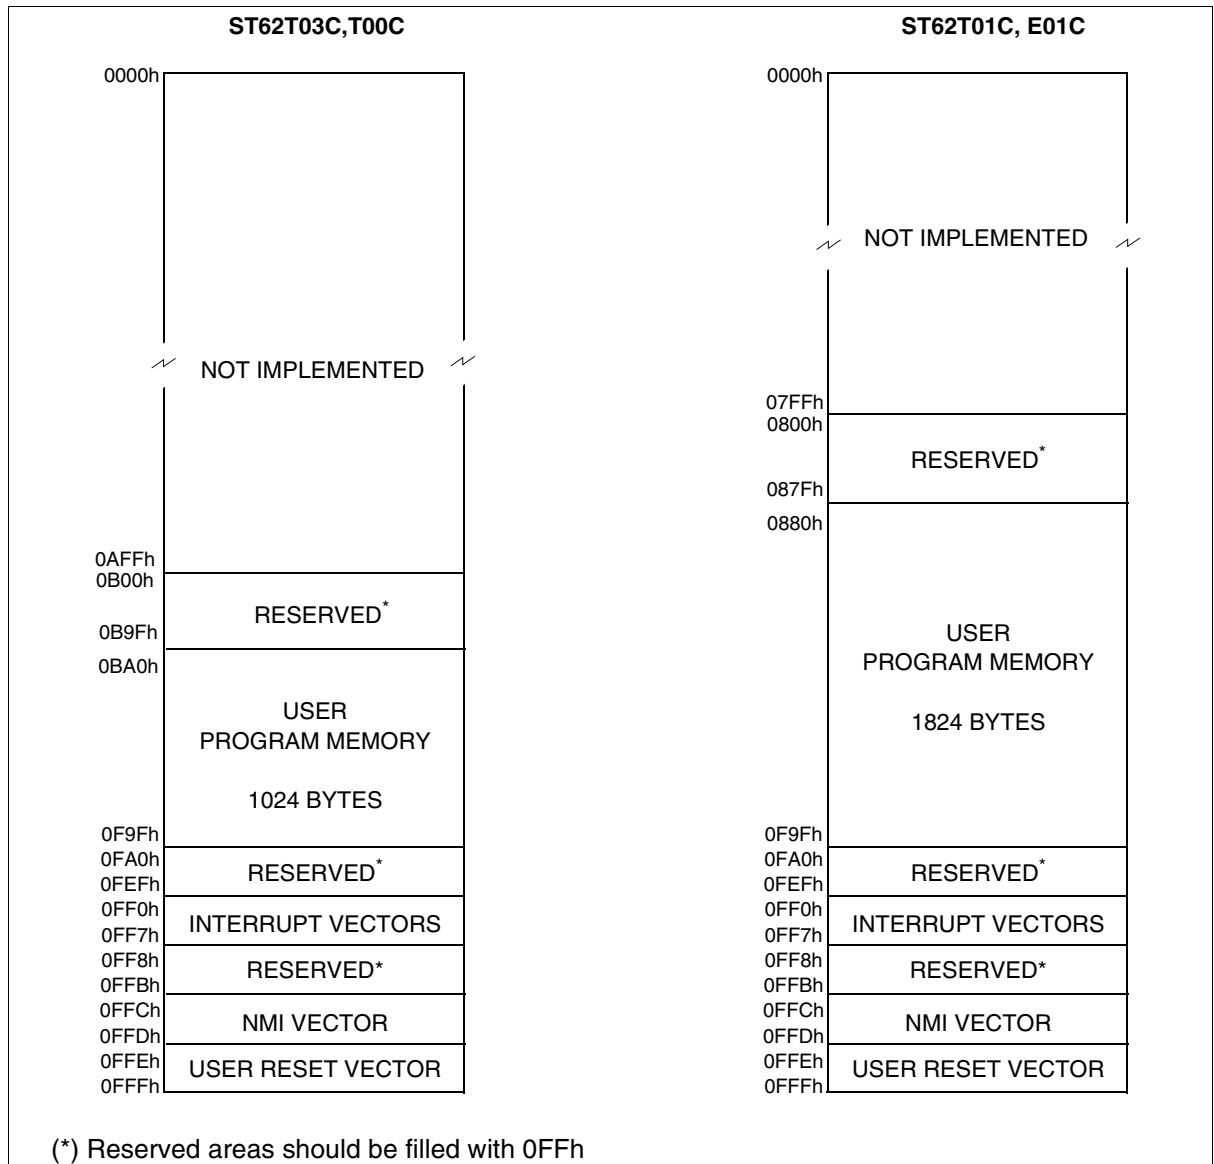 ST62T03C,T00C
0000h
NOT IMPLEMENTED
0AFFh
0B00h
RESERVED*
0B9Fh
0BA0h
USER
PROGRAM MEMORY
1024 BYTES
0F9Fh
0FA0h
RESERVED*
0FEFh
0FF0h
INTERRUPT VECTORS
0FF7h
0FF8h
RESERVED*
0FFBh
0FFCh
NMI VECTOR
0FFDh
0FFEh
USER RESET VECTOR
0FFFh
ST62T01C, E01C
0000h
NOT IMPLEMENTED
07FFh
0800h
RESERVED*
087Fh
0880h
USER
PROGRAM MEMORY
1824 BYTES
0F9Fh
0FA0h
RESERVED*
0FEFh
0FF0h
INTERRUPT VECTORS
0FF7h
0FF8h
RESERVED*
0FFBh
0FFCh
NMI VECTOR
0FFDh
0FFEh
USER RESET VECTOR
0FFFh
(*) Reserved areas should be filled with 0FFh